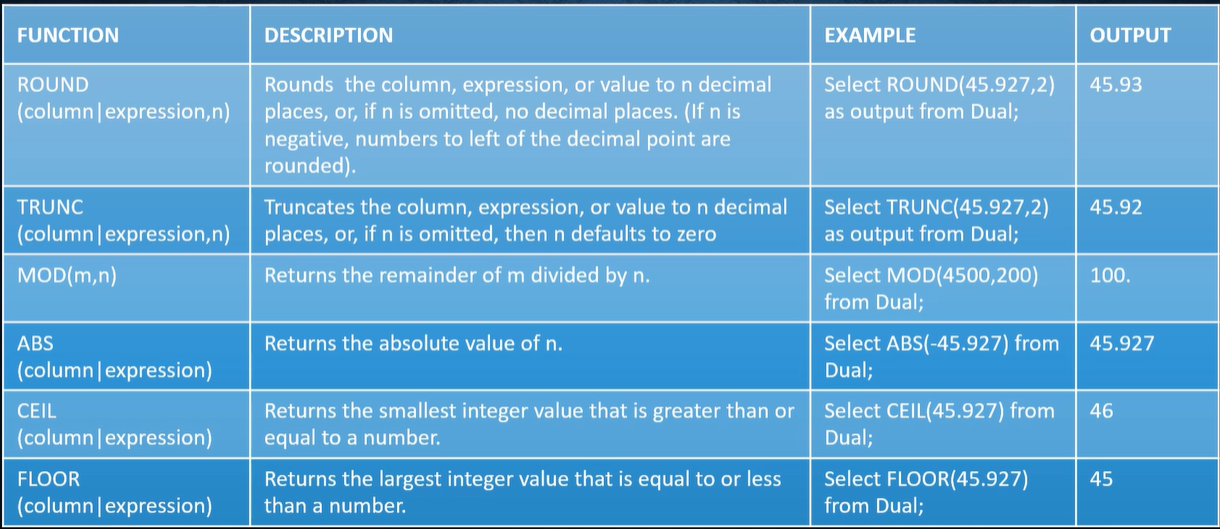 FUNCTION DESCRIPTION EXAMPLE OUTPUT
ROUND
(column|expression,n)
Rounds  the column, expression, or value to n decimal
places, or, if n is omitted, no decimal places. (If n is
negative, numbers to left of the decimal point are
rounded).
Select ROUND(45.927,2)
as output from Dual;
45.93
TRUNC
(column|expression,n)
Truncates the column, expression, or value to n decimal
places, or, if n is omitted, then n defaults to zero
Select TRUNC(45.927,2)
as output from Dual;
45.92
MOD(m,n)
Returns the remainder of m divided by n.
Select MOD(4500,200)
from Dual;
100.
ABS
(column|expression)
Returns the absolute value of n.
Select ABS(-45.927) from
Dual;
45.927
CEIL
(column|expression)
Returns the smallest integer value that is greater than or
equal to a number.
Select CEIL(45.927) from
Dual;
46
FLOOR
(column|expression)
Returns the largest integer value that is equal to or less
than a number.
Select FLOOR(45.927)
from Dual;
45